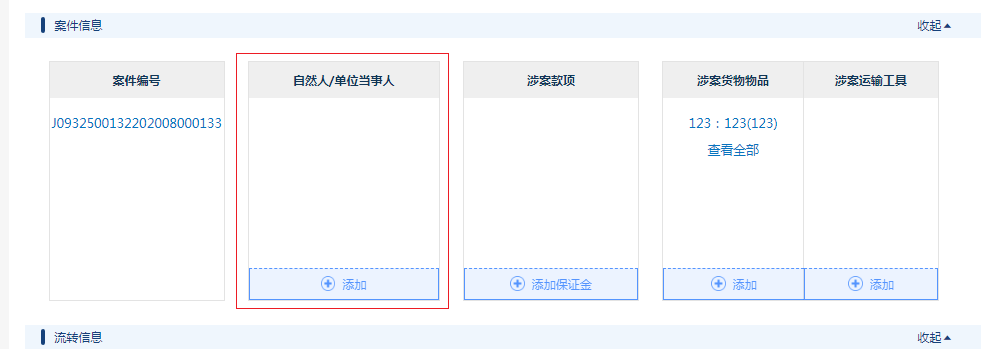 案件信息 收起
案件编号 自然人/单位当事人 涉案款项 涉案货物物品 涉案运输工具
J0932500132202008000133 123：123(123)
查看全部
添加 添加保证金 添加 添加
流转信息 收起